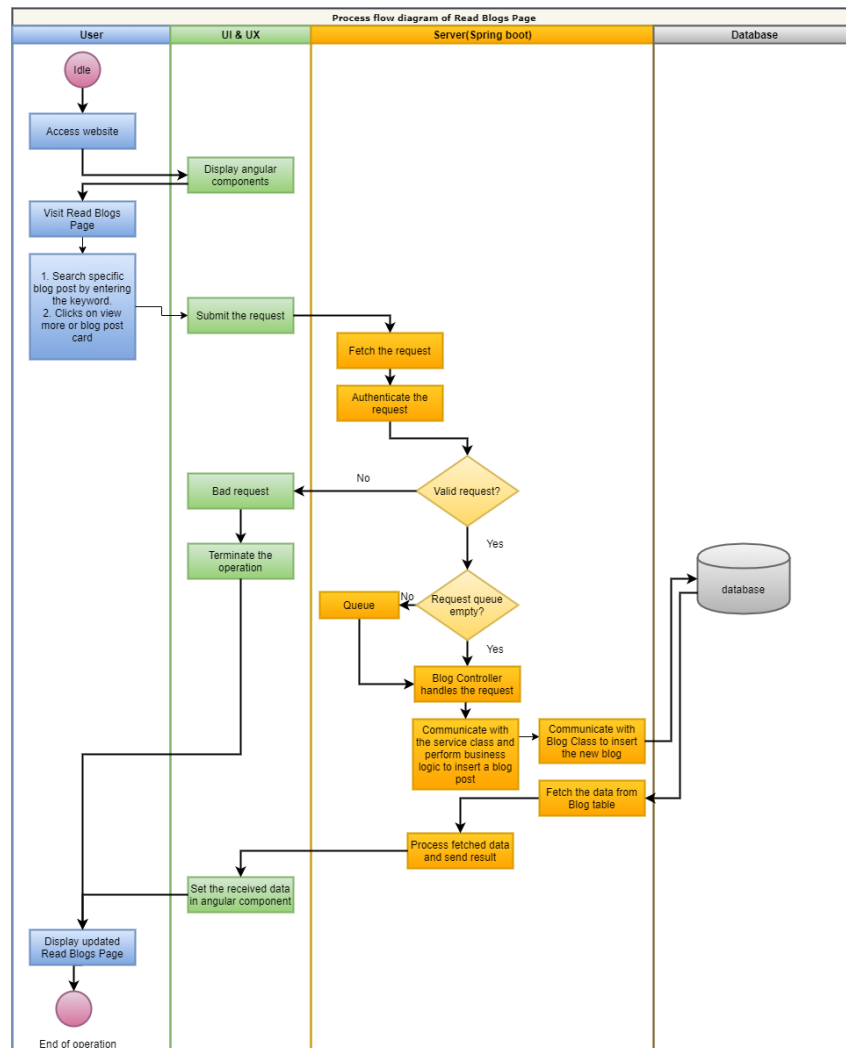 Process flow diagram of Read Blogs Page
User
UI & UX
Server(Spring boot)
Database
Idle
Access website
Display angular
components
Visit Read Blogs
Page
1. Search specific
blog post by entering
the keyword.
2. Clicks on view
more or blog post
card
Submit the request
Fetch the request
Authenticate the
request
Valid request?
No
Bad request
Yes
Terminate the
operation
Request queue
empty?
No
Queue
database
Yes
Blog Controller
handles the request
Communicate with
the service class and
perform business
logic to insert a blog
post
Communicate with
Blog Class to insert
the new blog
Fetch the data from
Blog table
Process fetched data
and send result
Set the received data
in angular component
Display updated
Read Blogs Page
End of operation